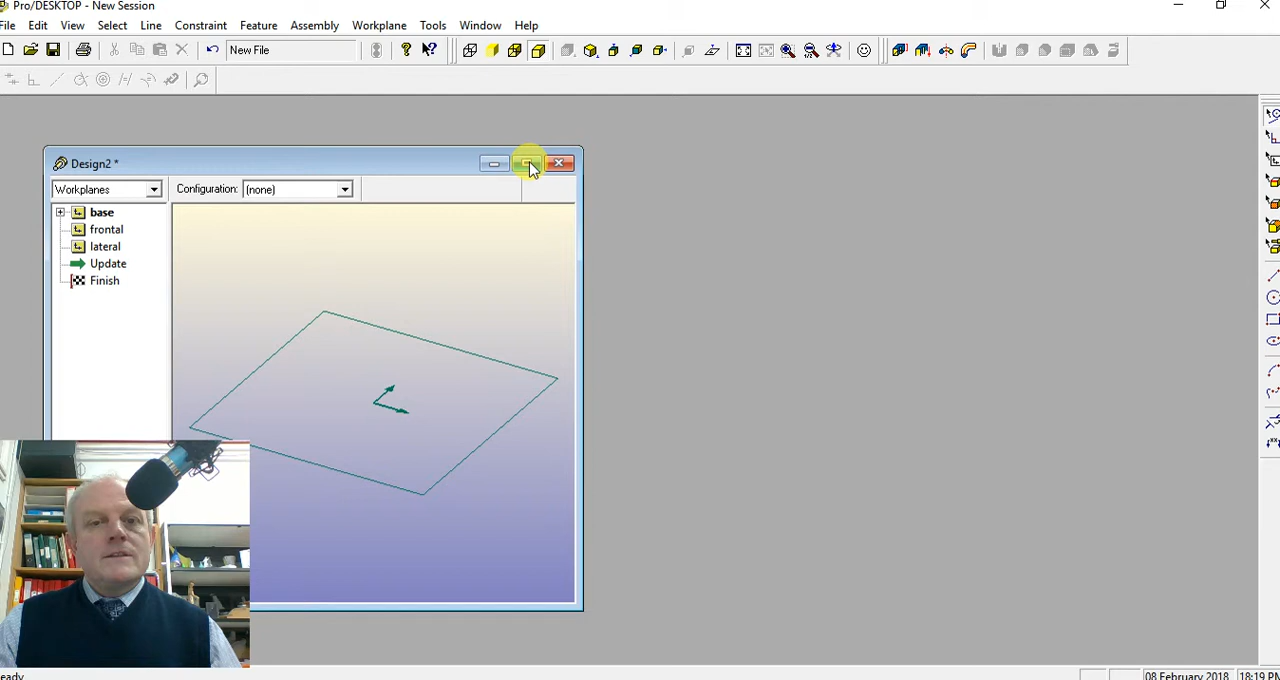 Pro/DESKTOP - New Session
File Edit View Select Line Constraint Feature Assembly Workplane Tools Window Help
New File
Design2 *
Workplanes Configuration: (none)
base
frontal
lateral
Update
Finish
eady 08 February 2018 18:19 PM